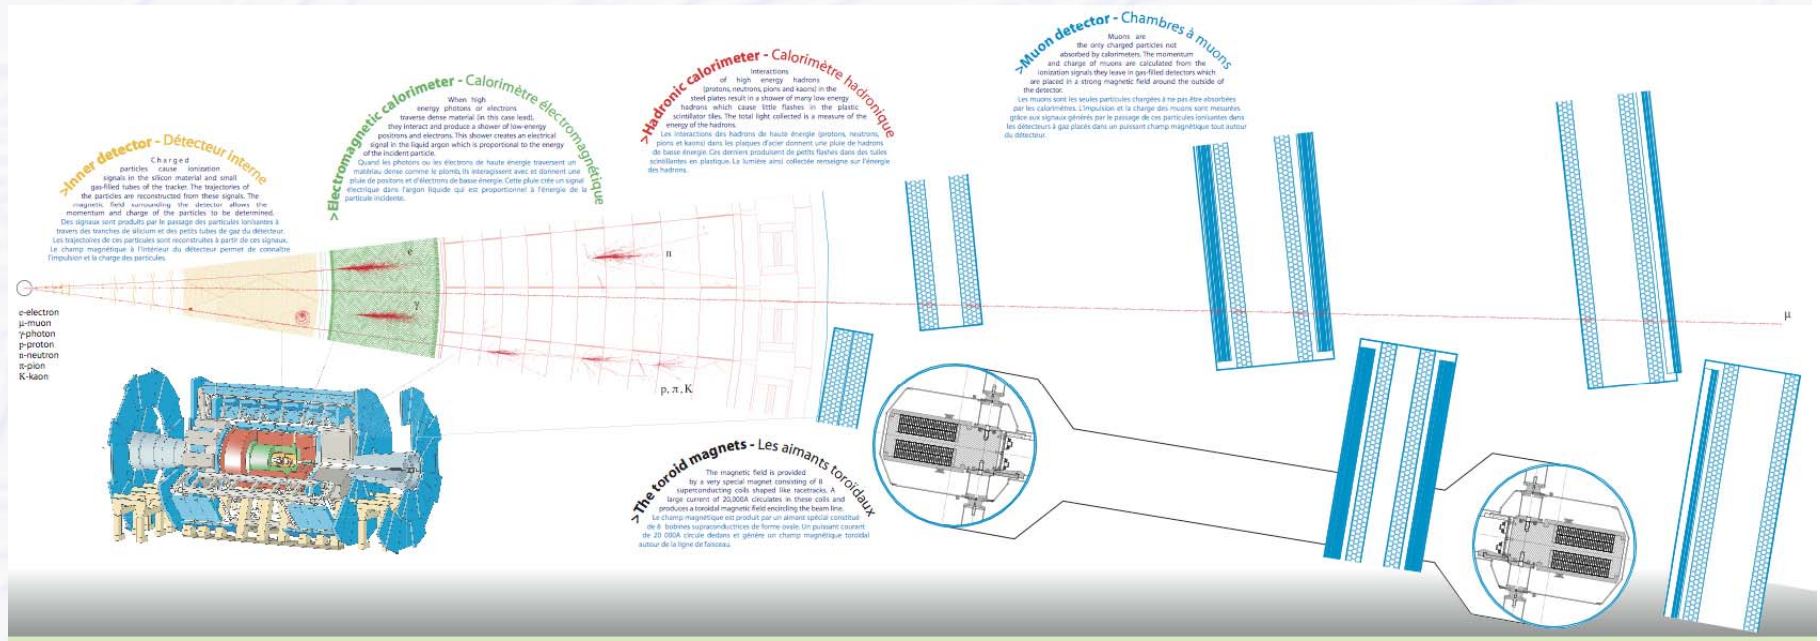 >Inner detector - Détecteur interne
Charged
particles cause ionization
signals in the silicon material and small
gas-filled tubes of the tracker. The trajectories of
the particles are reconstructed from these signals. The
magnetic field surrounding the detector allows the
momentum and charge of the particles to be determined.
Des signaux sont produits par le passage des particules ionisantes à
travers des tranches de silicium et des petits tubes de gaz du détecteur.
Les trajectoires de ces particules sont reconstruites à partir de ces signaux.
Le champ magnétique à l'intérieur du détecteur permet de connaître
l'impulsion et la charge des particules.
>Electromagnetic calorimeter - Calorimètre électromagnétique
When high
energy photons or electrons
traverse dense material (in this case lead),
they interact and produce a shower of low-energy
positrons and electrons. This shower creates an electrical
signal in the liquid argon which is proportional to the energy
of the incident particle.
Quand les photons ou les électrons de haute énergie traversent un
matériau dense comme le plomb, ils interagissent avec et donnent une
pluie de positons et d'électrons de basse énergie. Cette pluie crée un signal
électrique dans l'argon liquide qui est proportionnel à l'énergie de la
particule incidente.
>Hadronic calorimeter - Calorimètre hadronique
Interactions
of high energy hadrons
(protons, neutrons, pions and kaons) in the
steel plates result in a shower of many low energy
hadrons which cause little flashes in the plastic
scintillator tiles. The total light collected is a measure of the
energy of the hadrons.
Les interactions des hadrons de haute énergie (protons, neutrons,
pions et kaons) dans les plaques d'acier donnent une pluie de hadrons
de basse énergie. Ces derniers produisent de petits flashes dans des tuiles
scintillantes en plastique. La lumière ainsi collectée renseigne sur l'énergie
des hadrons.
>Muon detector - Chambres à muons
Muons are
the only charged particles not
absorbed by calorimeters. The momentum
and charge of muons are calculated from the
ionization signals they leave in gas-filled detectors which
are placed in a strong magnetic field around the outside of
the detector.
Les muons sont les seules particules chargées à ne pas être absorbées
par les calorimètres. L'impulsion et la charge des muons sont mesurées
grâce aux signaux générés par le passage de ces particules ionisantes dans
les détecteurs à gaz placés dans un puissant champ magnétique tout autour
du détecteur.
e
γ
n
p, π, K
μ
e-electron
μ-muon
γ-photon
p-proton
n-neutron
π-pion
K-kaon
>The toroid magnets - Les aimants toroïdaux
The magnetic field is provided
by a very special magnet consisting of 8
superconducting coils shaped like racetracks. A
large current of 20,000A circulates in these coils and
produces a toroidal magnetic field encircling the beam line.
Le champ magnétique est produit par un aimant spécial constitué
de 8 bobines supraconductrices de forme ovale. Un puissant courant
de 20 000A circule dedans et génère un champ magnétique toroïdal
autour de la ligne de faisceau.